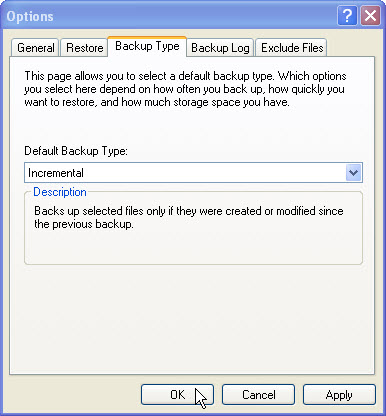 Options
?
General Restore Backup Type Backup Log Exclude Files
This page allows you to select a default backup type. Which options
you select here depend on how often you back up, how quickly you
want to restore, and how much storage space you have.
Default Backup Type:
Incremental
Description
Backs up selected files only if they were created or modified since
the previous backup.
OK Cancel Apply